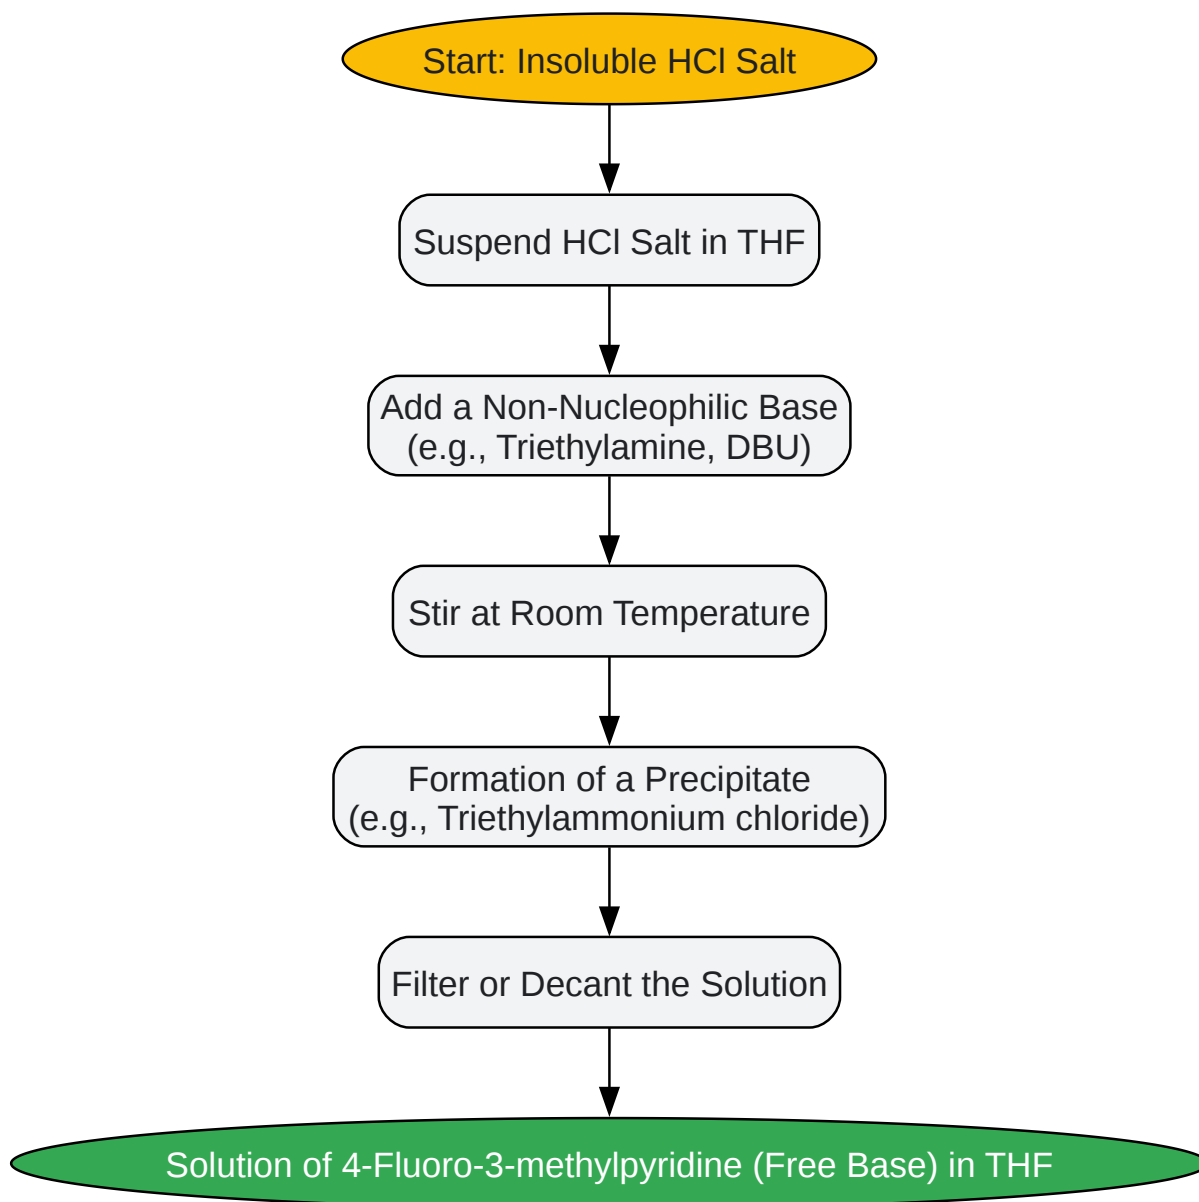 Start: Insoluble HCl Salt
Suspend HCl Salt in THF
Add a Non-Nucleophilic Base
(e.g., Triethylamine, DBU)
Stir at Room Temperature
Formation of a Precipitate
(e.g., Triethylammonium chloride)
Filter or Decant the Solution
Solution of 4-Fluoro-3-methylpyridine (Free Base) in THF